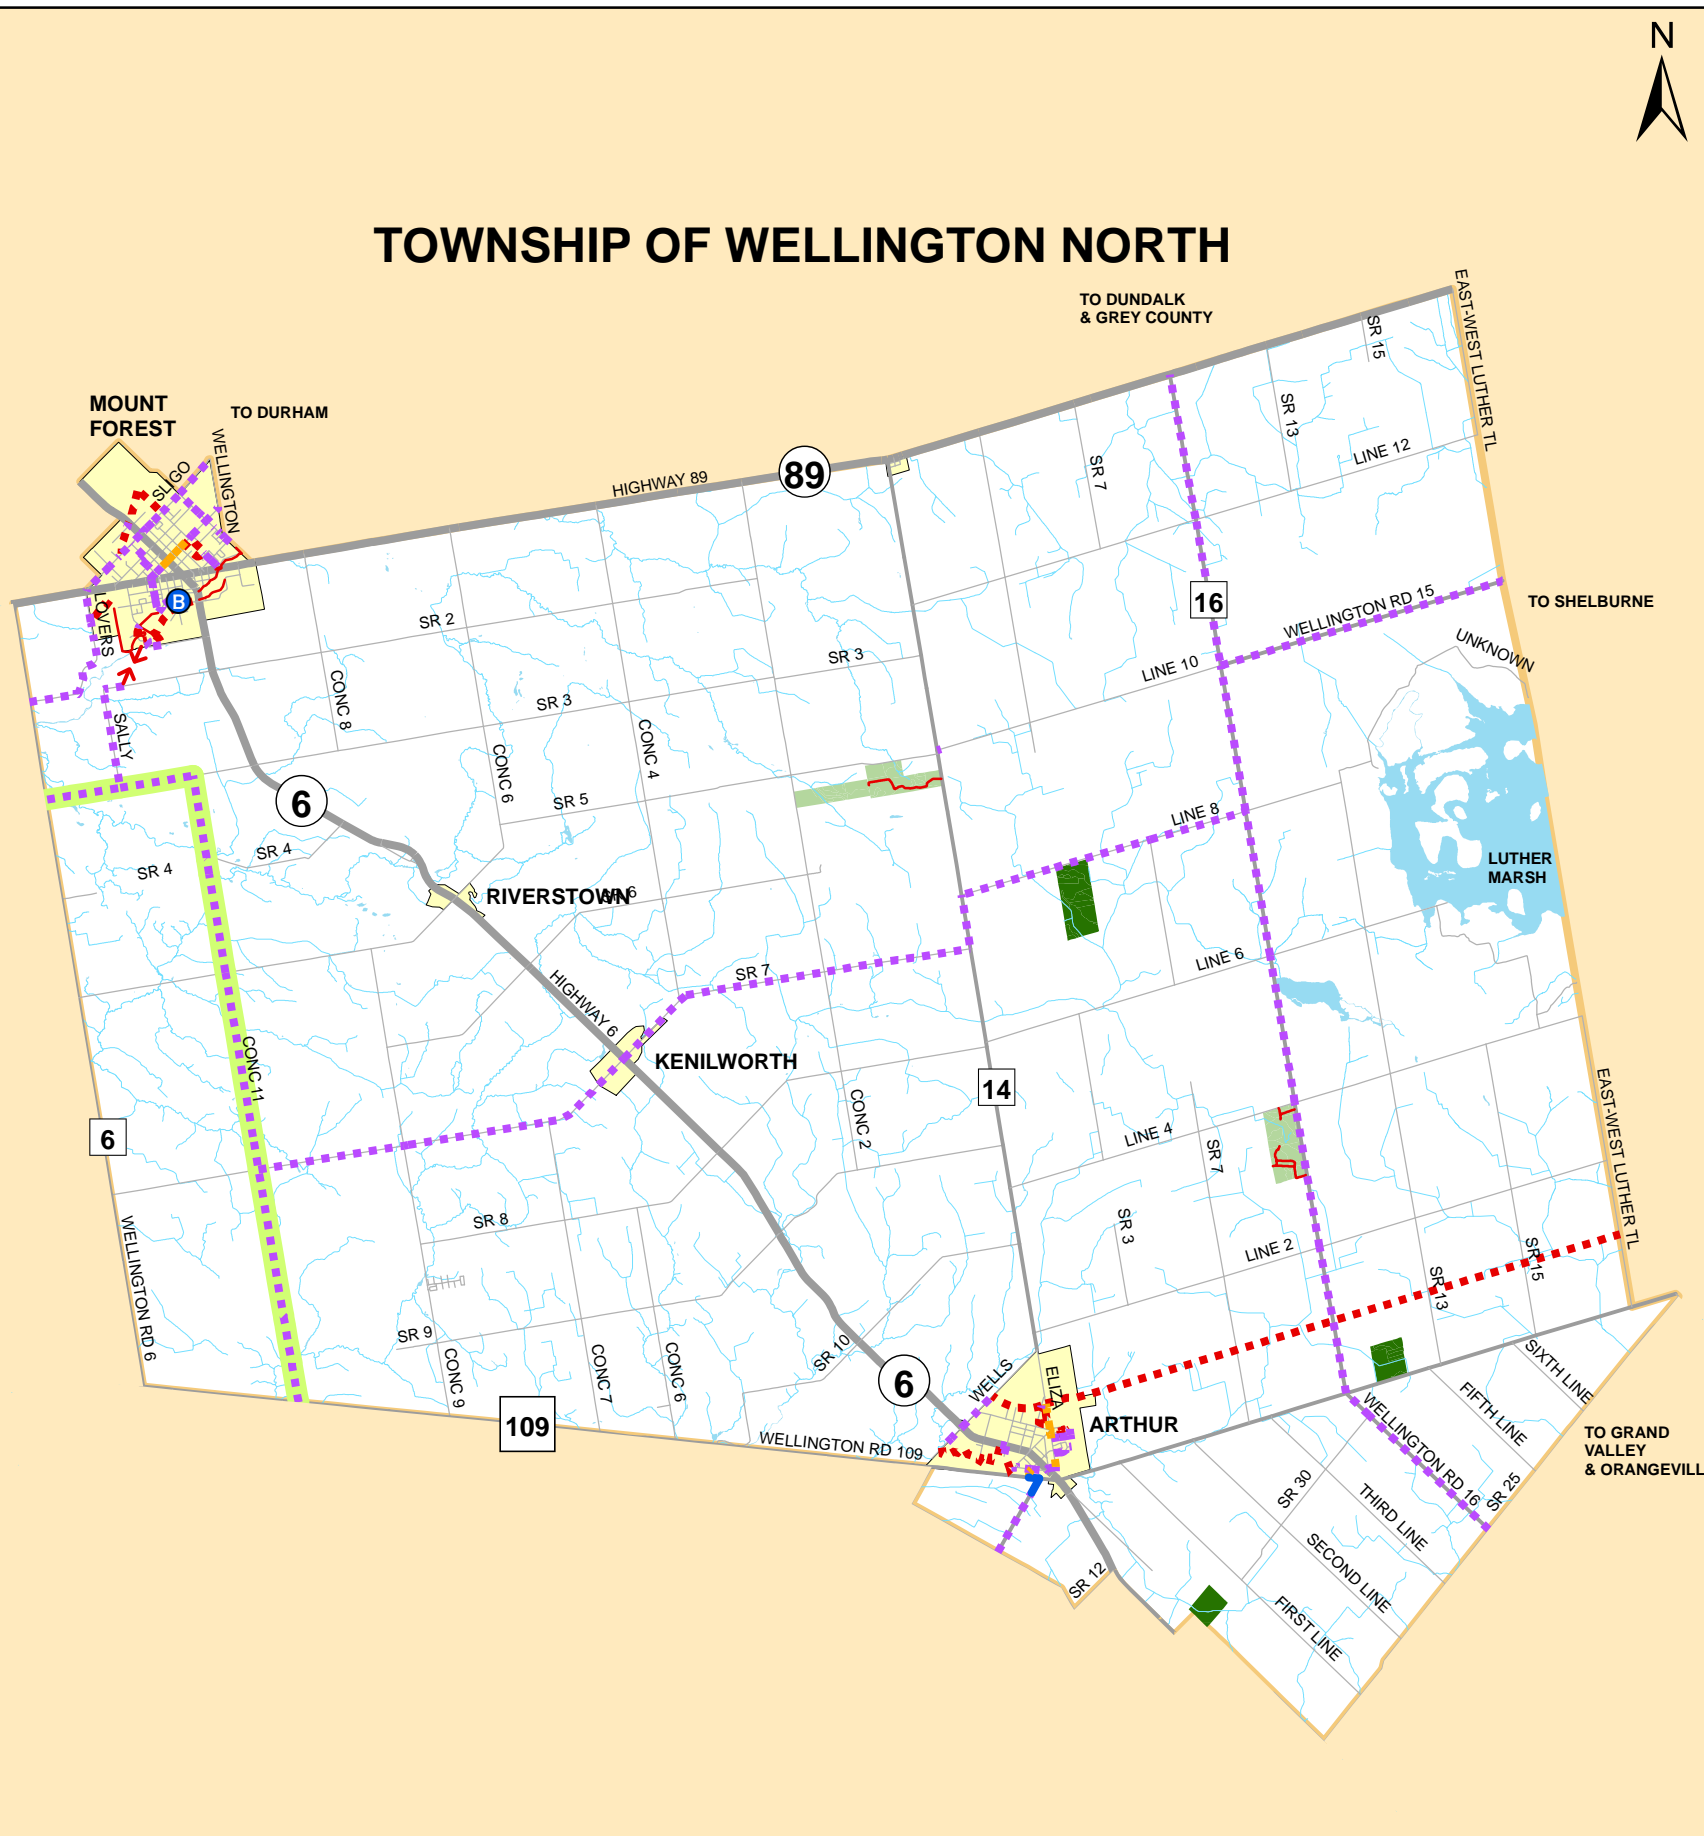 N
TOWNSHIP OF WELLINGTON NORTH
TO DUNDALK
& GREY COUNTY
EAST-WEST LUTHER TL
SR 15
MOUNT
FOREST
TO DURHAM
WELLINGTON
SLIGO
SR 13
LINE 12
SR 7
89
HIGHWAY 89
B
LOVERS
16
WELLINGTON RD 15
TO SHELBURNE
UNKNOWN
SR 2
SR 3
LINE 10
CONC 8
SR 3
SALLY
CONC 4
CONC 6
6
SR 5
LINE 8
SR 4
SR 4
LUTHER
MARSH
RIVERSTOWN
SR 6
SR 7
LINE 6
HIGHWAY 6
KENILWORTH
CONC 11
14
CONC 2
6
LINE 4
SR 7
EAST-WEST LUTHER TL
SR 8
SR 3
LINE 2
SR 15
SR 13
WELLINGTON RD 6
SR 9
SR 10
CONC 9
CONC 7
CONC 6
6
WELLS
ELIZA
SIXTH LINE
FIFTH LINE
109
ARTHUR
WELLINGTON RD 109
WELLINGTON RD 16
TO GRAND
VALLEY
& ORANGEVILL
SR 25
SR 30
THIRD LINE
SECOND LINE
SR 12
FIRST LINE